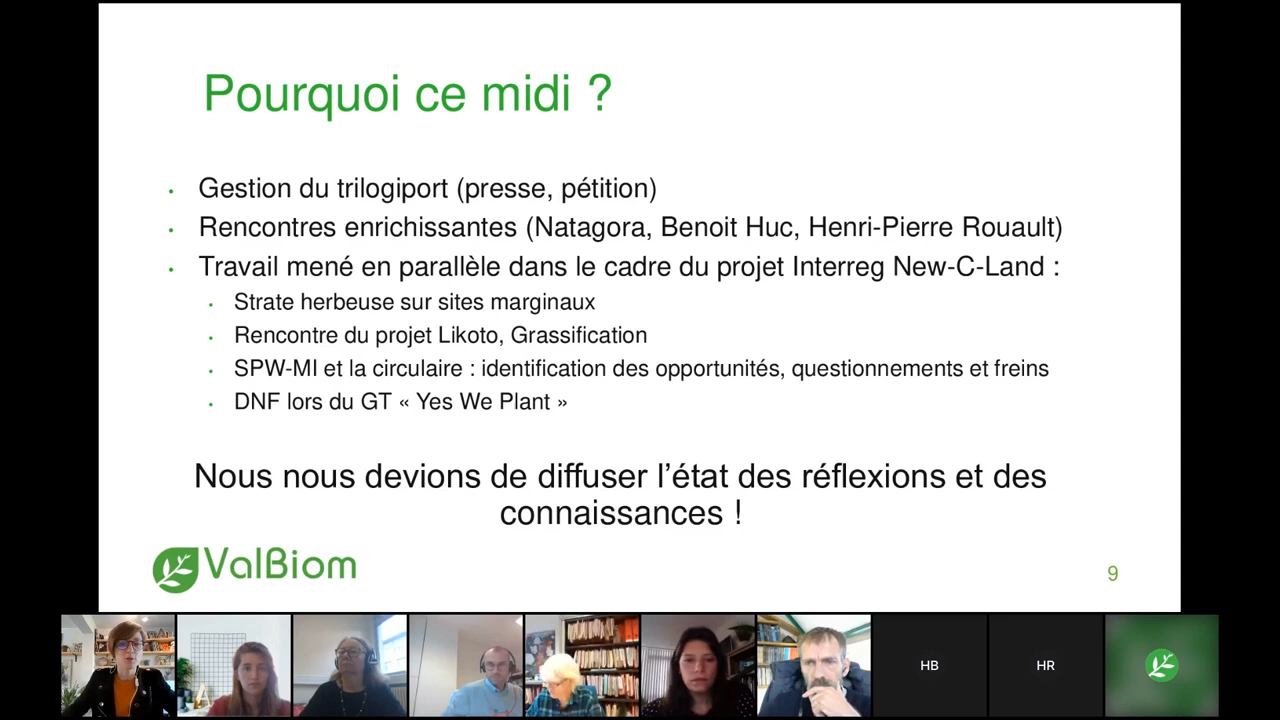 Pourquoi ce midi ?
• Gestion du trilogiport (presse, pétition)
• Rencontres enrichissantes (Natagora, Benoit Huc, Henri-Pierre Rouault)
• Travail mené en parallèle dans le cadre du projet Interreg New-C-Land :
• Strate herbeuse sur sites marginaux
• Rencontre du projet Likoto, Grassification
• SPW-MI et la circulaire : identification des opportunités, questionnements et freins
• DNF lors du GT « Yes We Plant »
Nous nous devions de diffuser l’état des réflexions et des
connaissances !
ValBiom
9
HB
HR